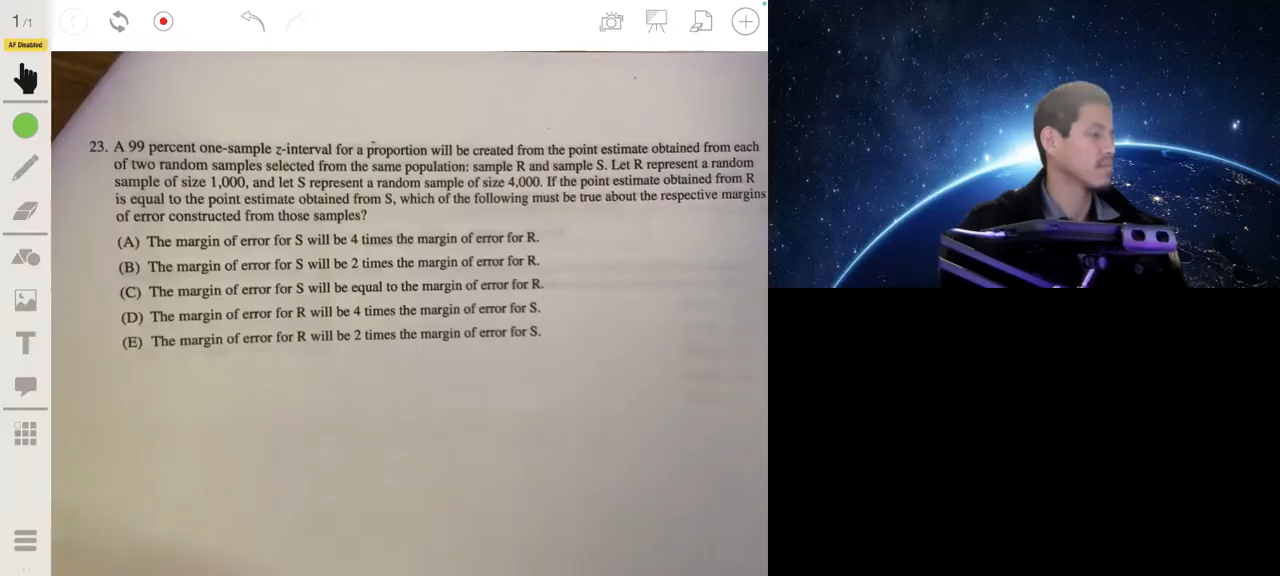 1/1
AF Disabled
23. A 99 percent one-sample z-interval for a proportion will be created from the point estimate obtained from each
of two random samples selected from the same population: sample R and sample S. Let R represent a random
sample of size 1,000, and let S represent a random sample of size 4,000. If the point estimate obtained from R
is equal to the point estimate obtained from S, which of the following must be true about the respective margins
of error constructed from those samples?
(A) The margin of error for S will be 4 times the margin of error for R.
(B) The margin of error for S will be 2 times the margin of error for R.
(C) The margin of error for S will be equal to the margin of error for R.
(D) The margin of error for R will be 4 times the margin of error for S.
(E) The margin of error for R will be 2 times the margin of error for S.
T